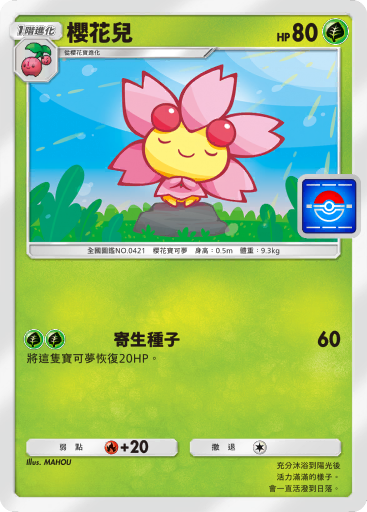 1階進化
櫻花兒
HP 80
從櫻花寶進化
全國圖鑑NO.0421 櫻花寶可夢 身高：0.5m 體重：9.3kg
寄生種子 60
將這隻寶可夢恢復20HP。
弱點 +20 撤退
Illus. MAHOU
充分沐浴到陽光後
活力滿滿的樣子。
會一直活潑到日落。